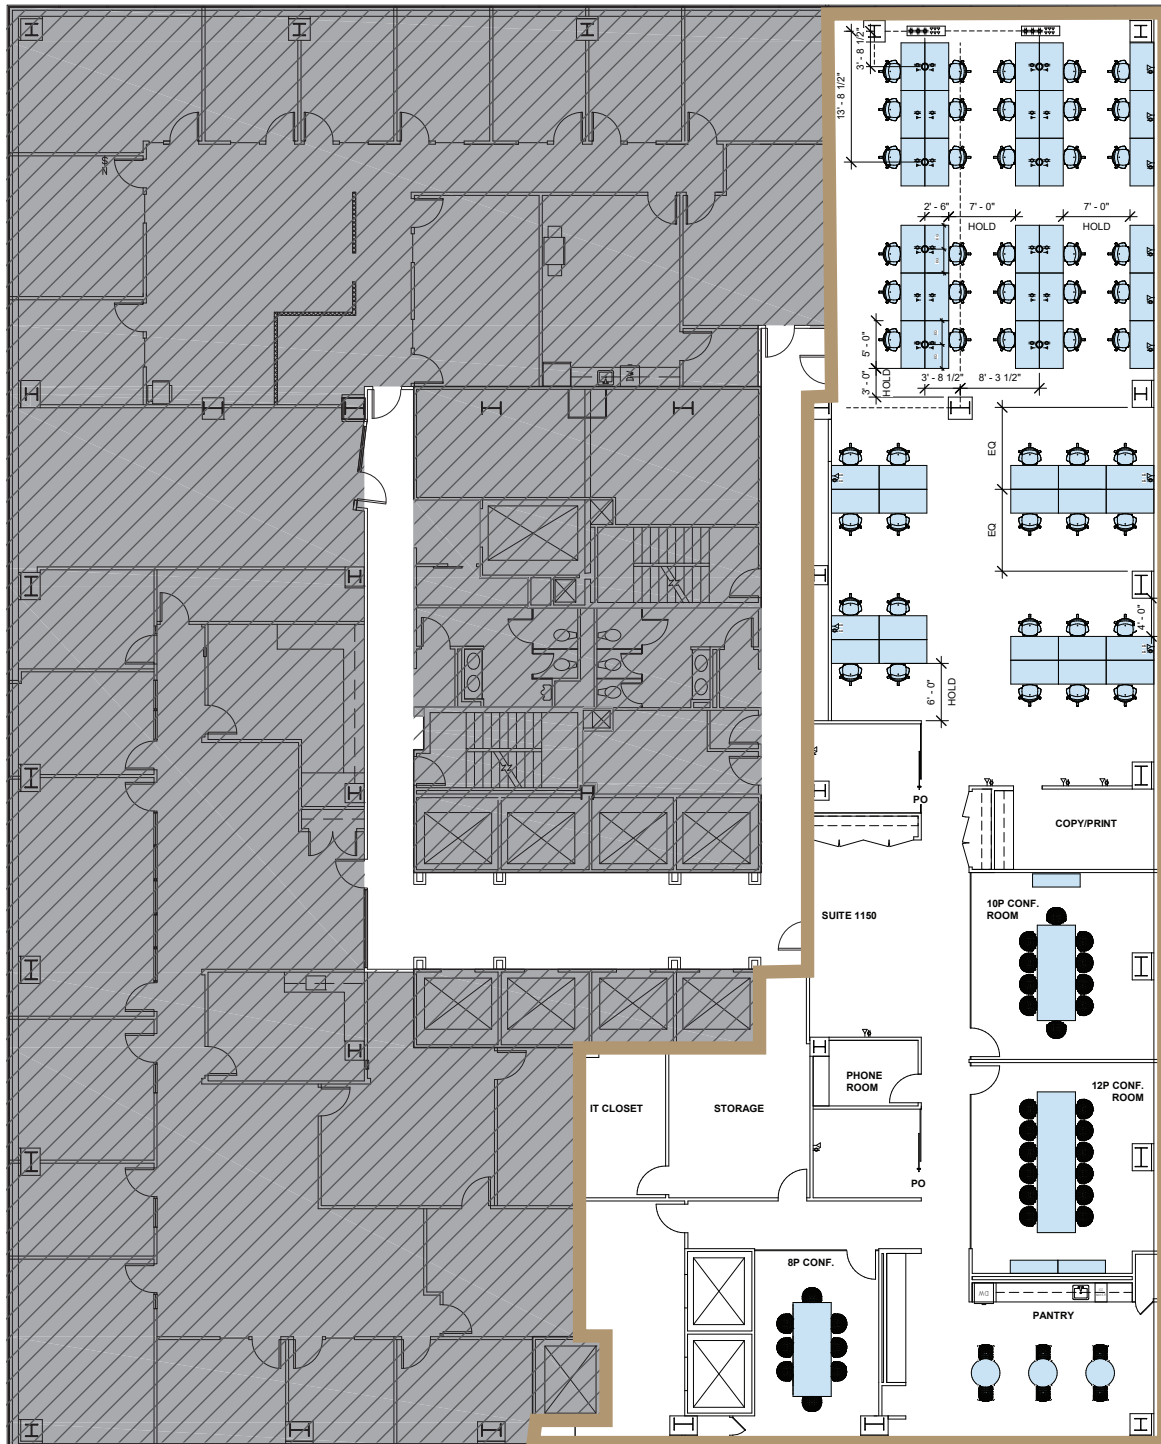 3' - 8 1/2"
13' - 8 1/2"
2' - 6"
7' - 0"
HOLD
7' - 0"
HOLD
5' - 0"
HOLD
3' - 0"
3' - 8 1/2"
8' - 3 1/2"
DW
EQ
EQ
4' - 0"
6' - 0"
HOLD
PO
COPY/PRINT
SUITE 1150
10P CONF.
ROOM
PHONE
ROOM
12P CONF.
ROOM
IT CLOSET
STORAGE
PO
8P CONF.
DW
PANTRY